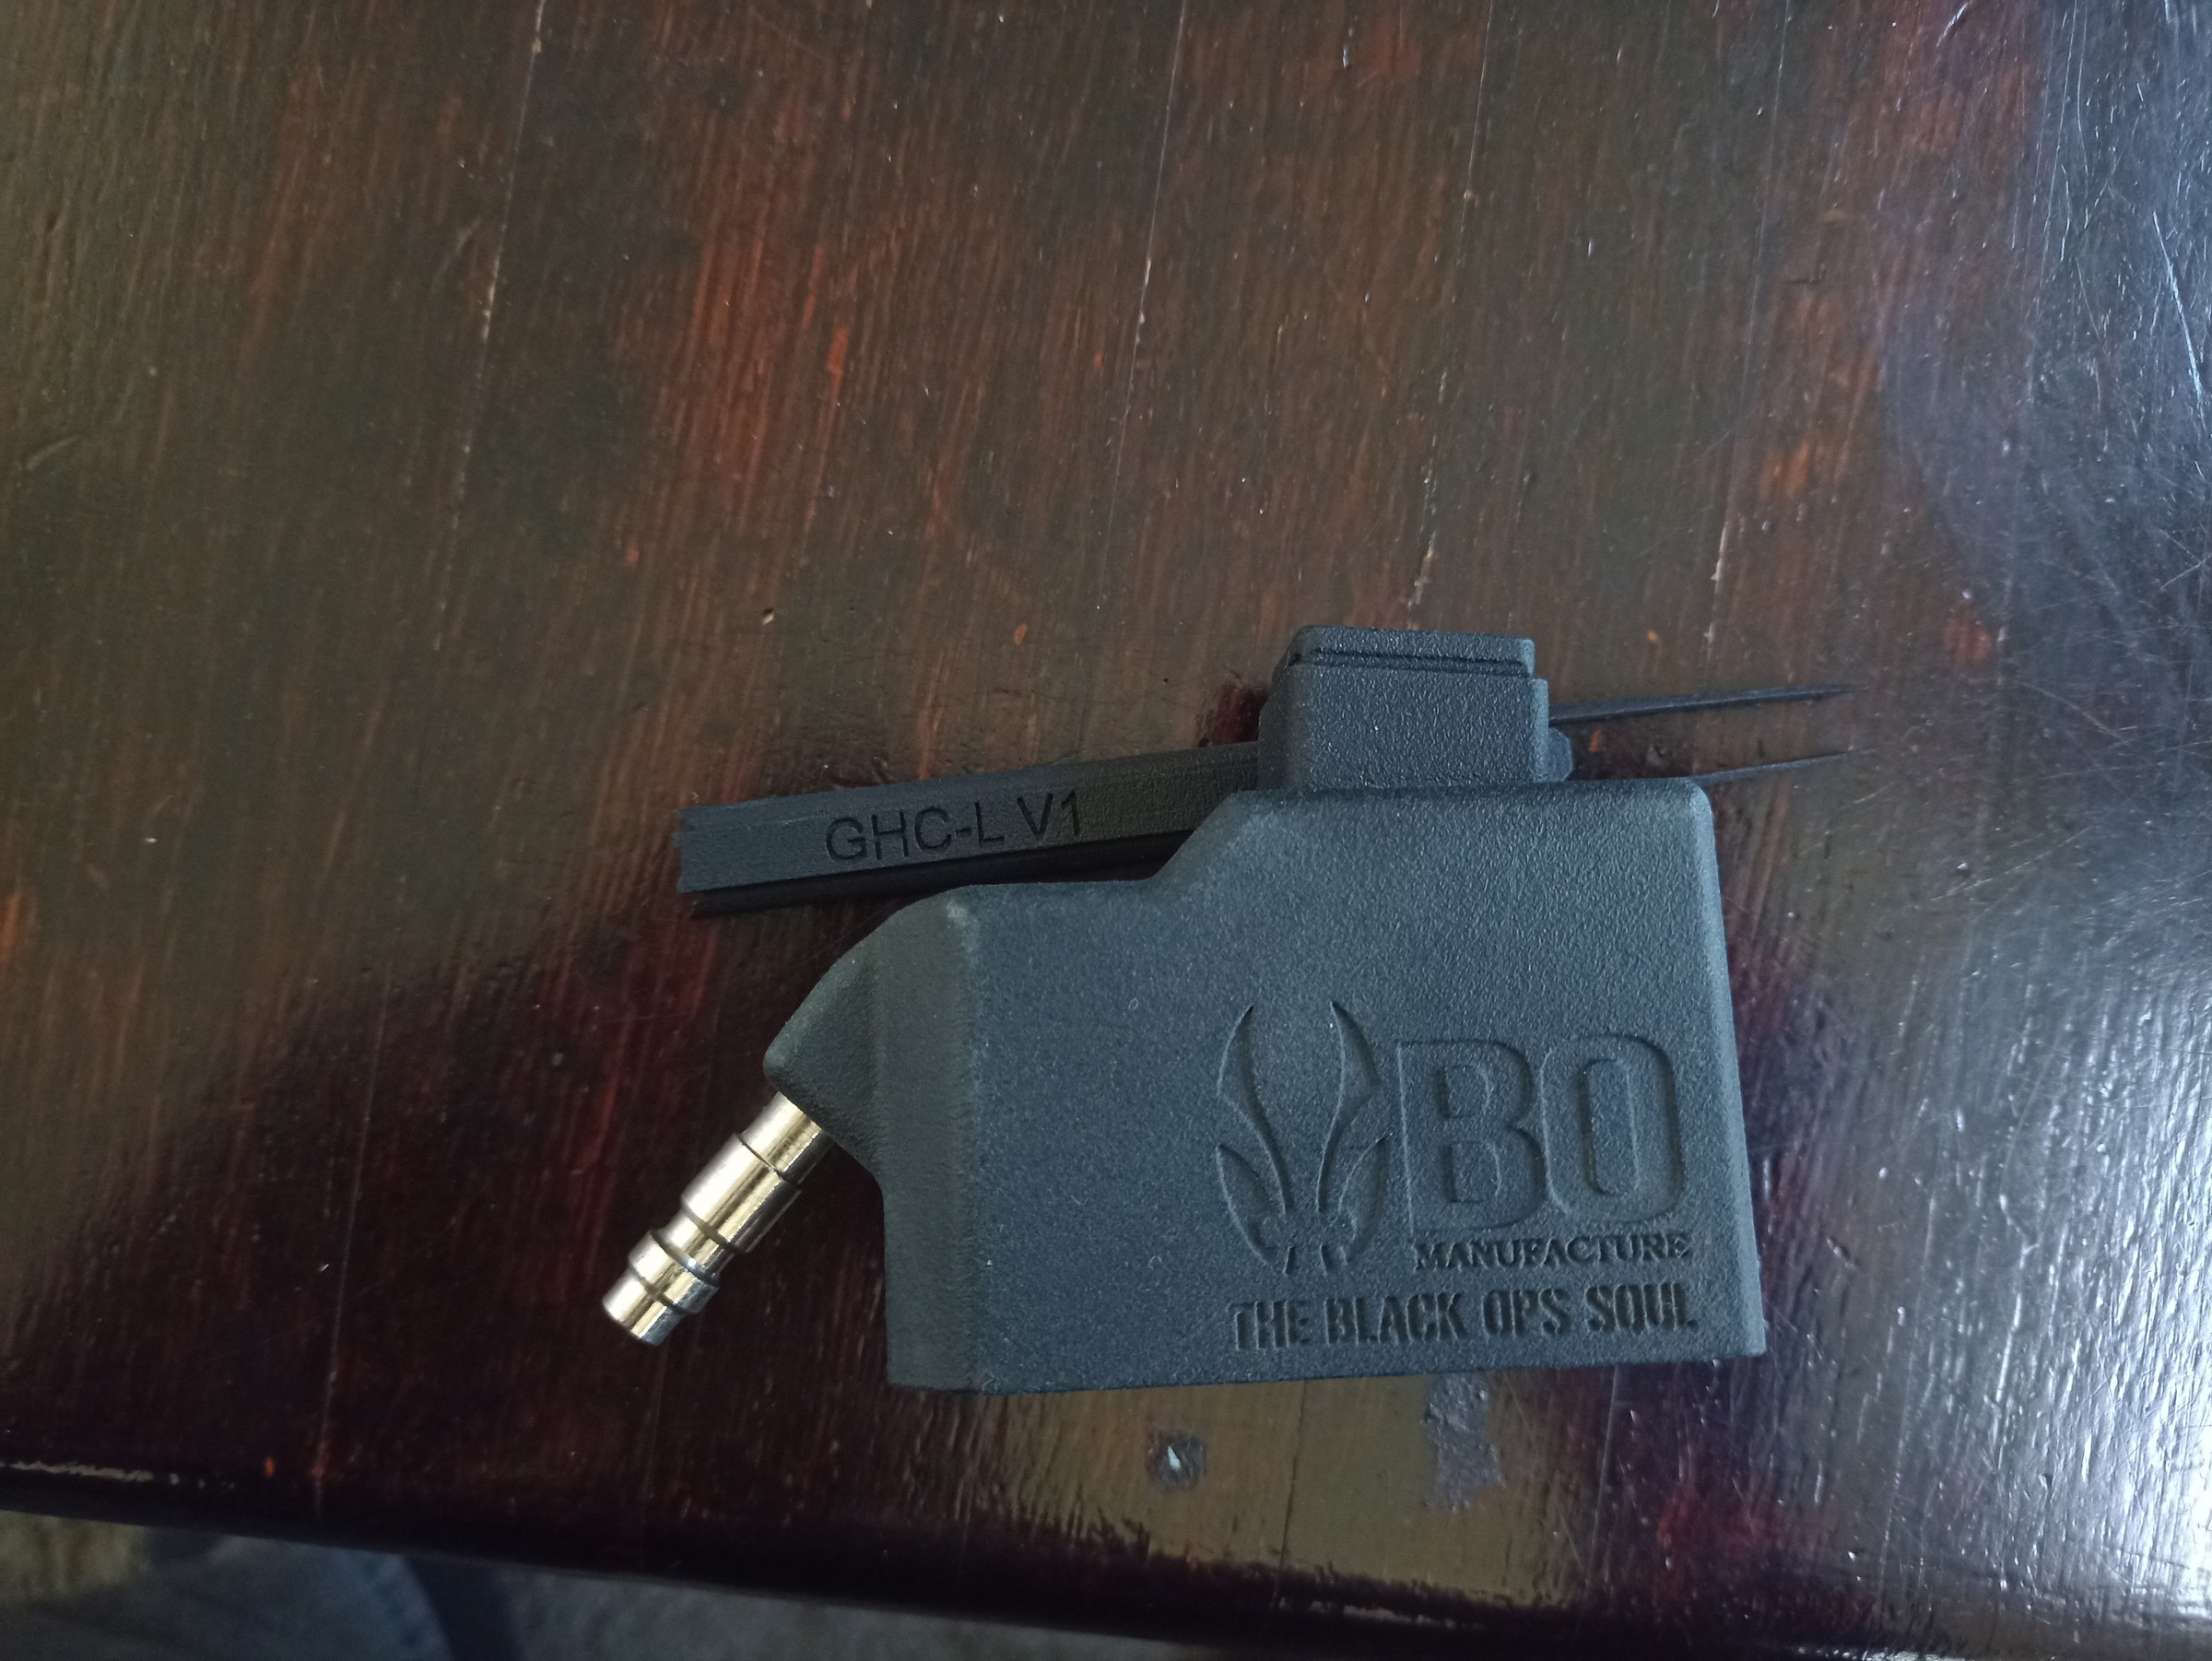 GHC-L V1
BO
MANUFACTURE
THE BLACK OPS SOUL